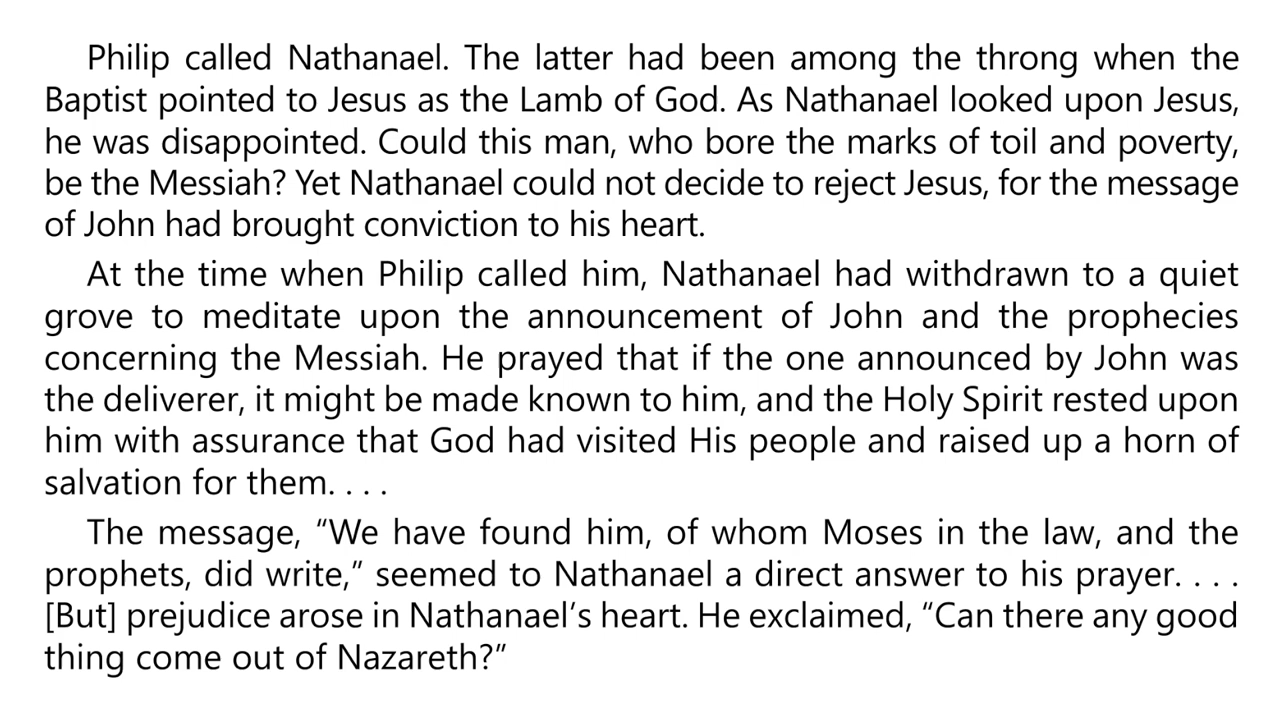 Philip called Nathanael. The latter had been among the throng when the
Baptist pointed to Jesus as the Lamb of God. As Nathanael looked upon Jesus,
he was disappointed. Could this man, who bore the marks of toil and poverty,
be the Messiah? Yet Nathanael could not decide to reject Jesus, for the message
of John had brought conviction to his heart.
At the time when Philip called him, Nathanael had withdrawn to a quiet
grove to meditate upon the announcement of John and the prophecies
concerning the Messiah. He prayed that if the one announced by John was
the deliverer, it might be made known to him, and the Holy Spirit rested upon
him with assurance that God had visited His people and raised up a horn of
salvation for them. . . .
The message, “We have found him, of whom Moses in the law, and the
prophets, did write,” seemed to Nathanael a direct answer to his prayer. . . .
[But] prejudice arose in Nathanael’s heart. He exclaimed, “Can there any good
thing come out of Nazareth?”